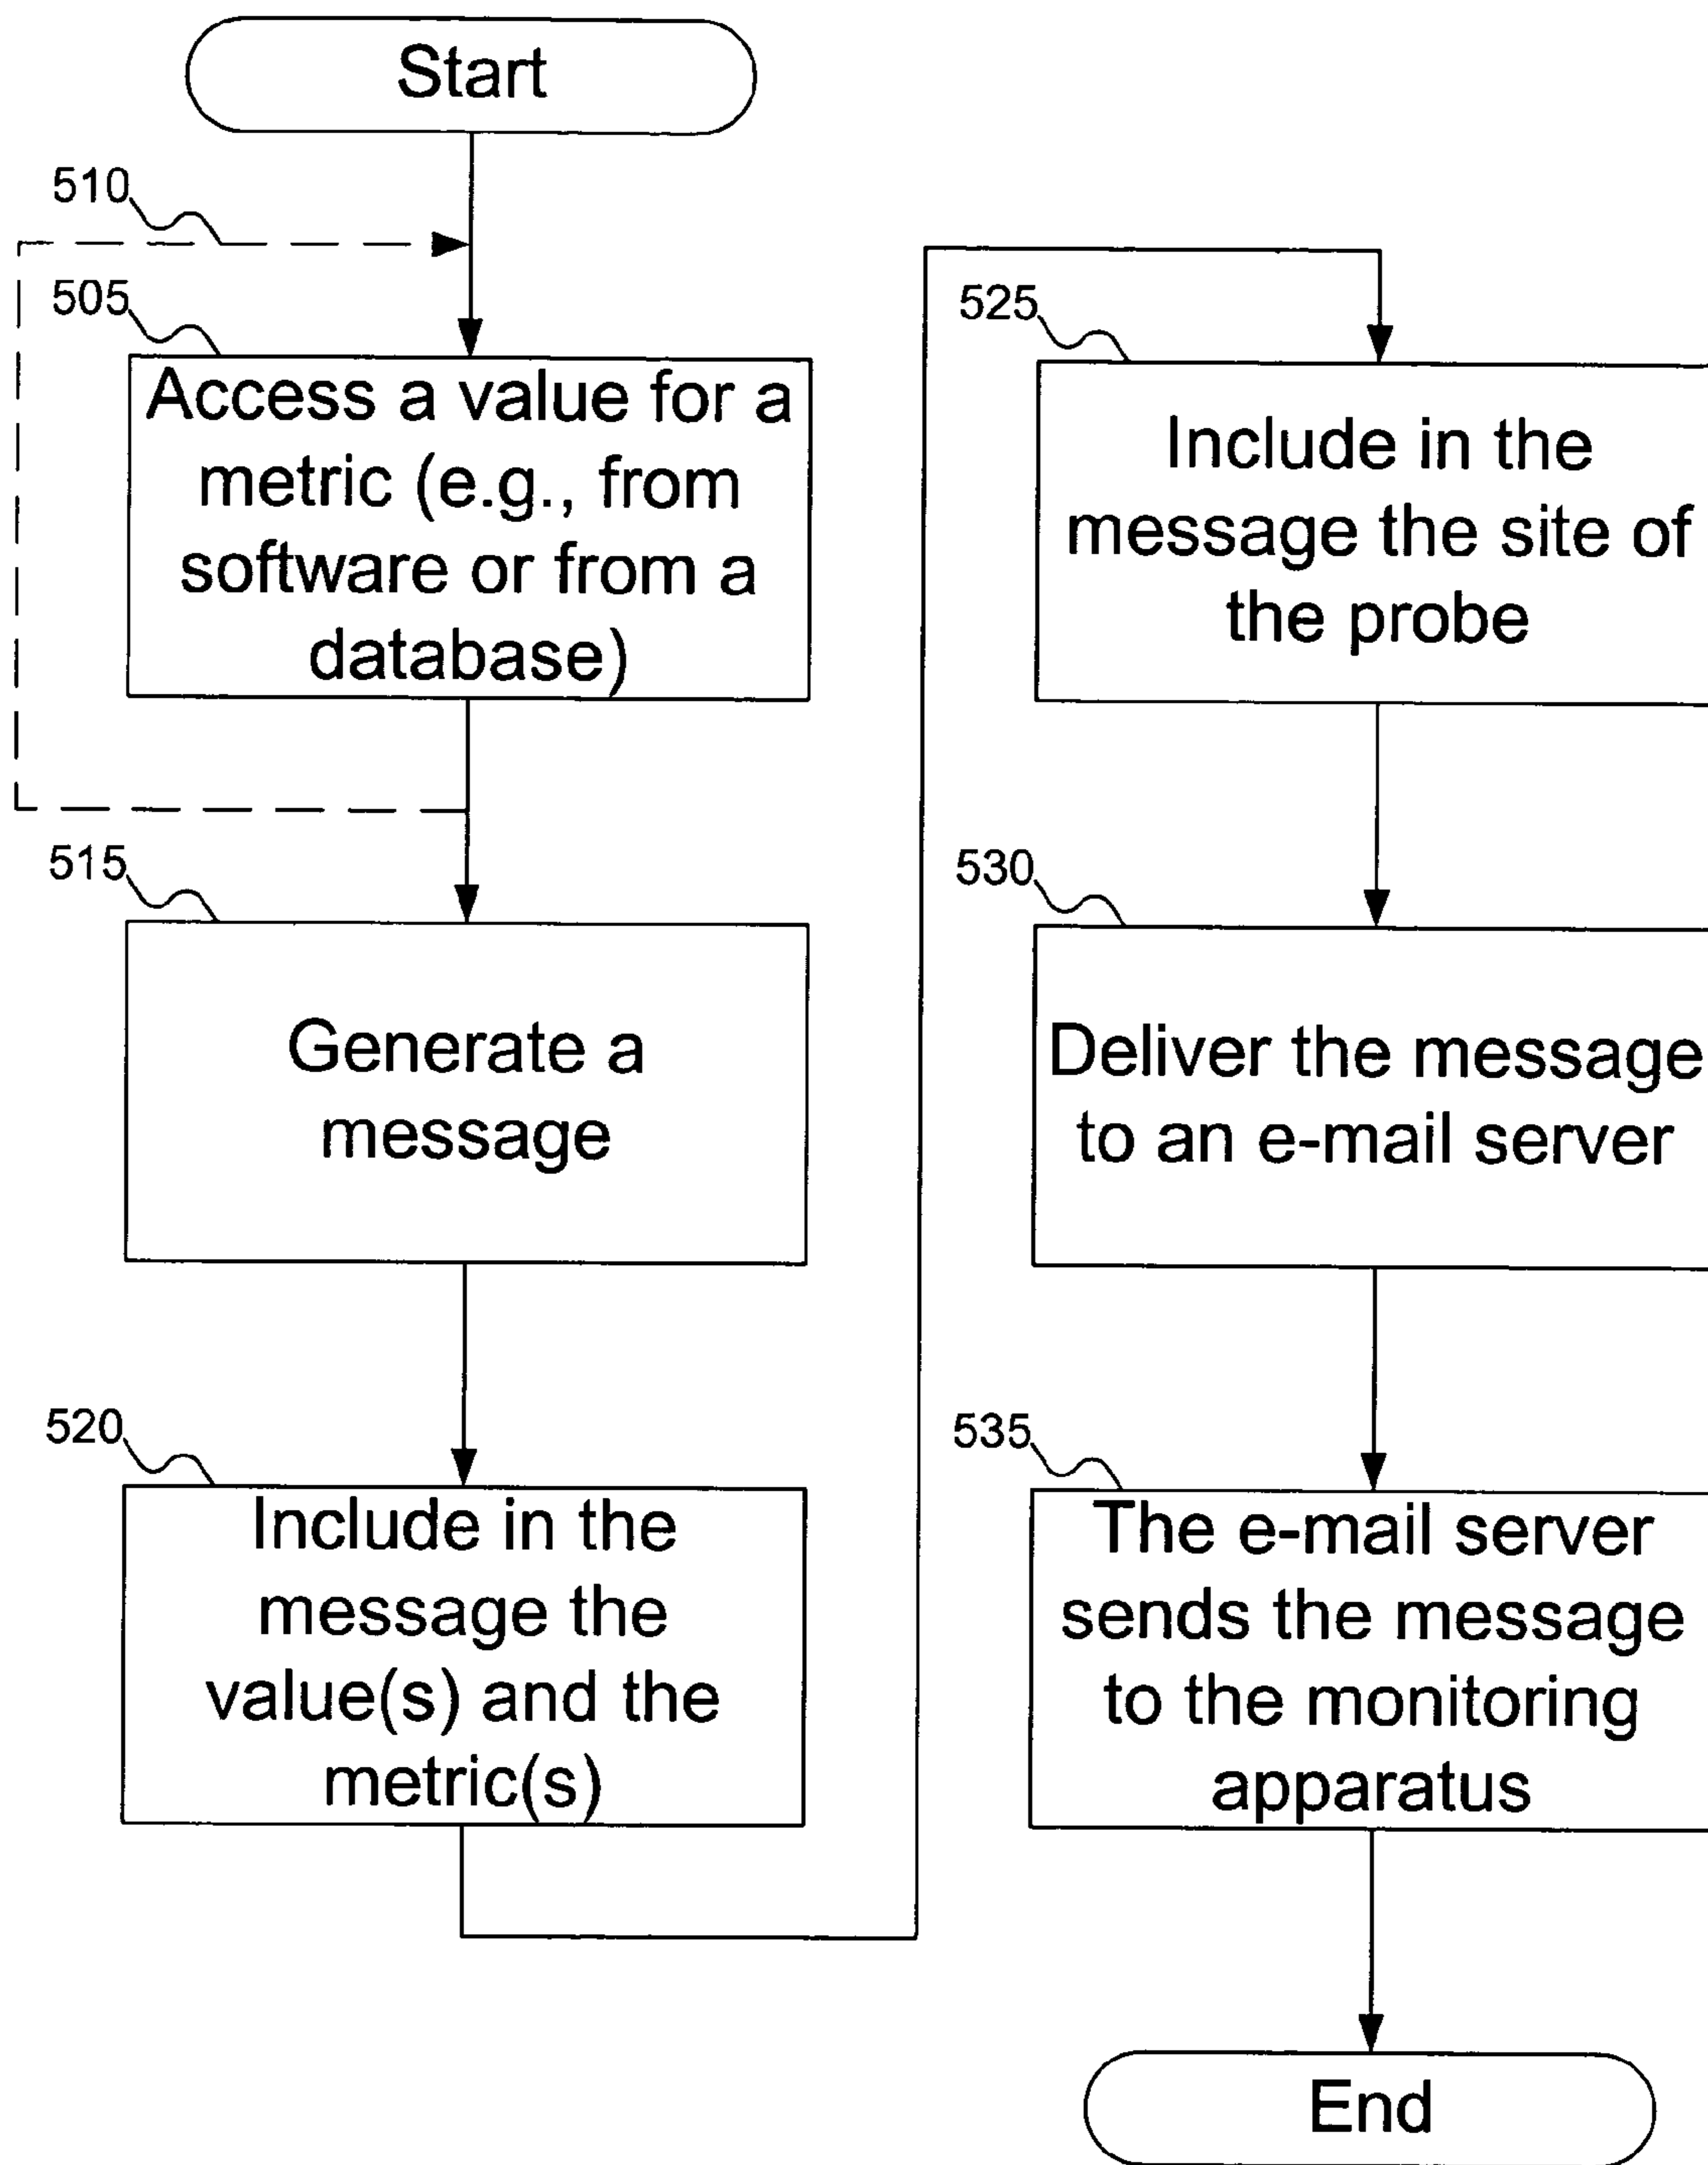 Start
510
505
Access a value for a
metric (e.g., from
software or from a
database)
515
Generate a
message
520
Include in the
message the
value(s) and the
metric(s)
525
Include in the
message the site of
the probe
530
Deliver the message
to an e-mail server
535
The e-mail server
sends the message
to the monitoring
apparatus
End